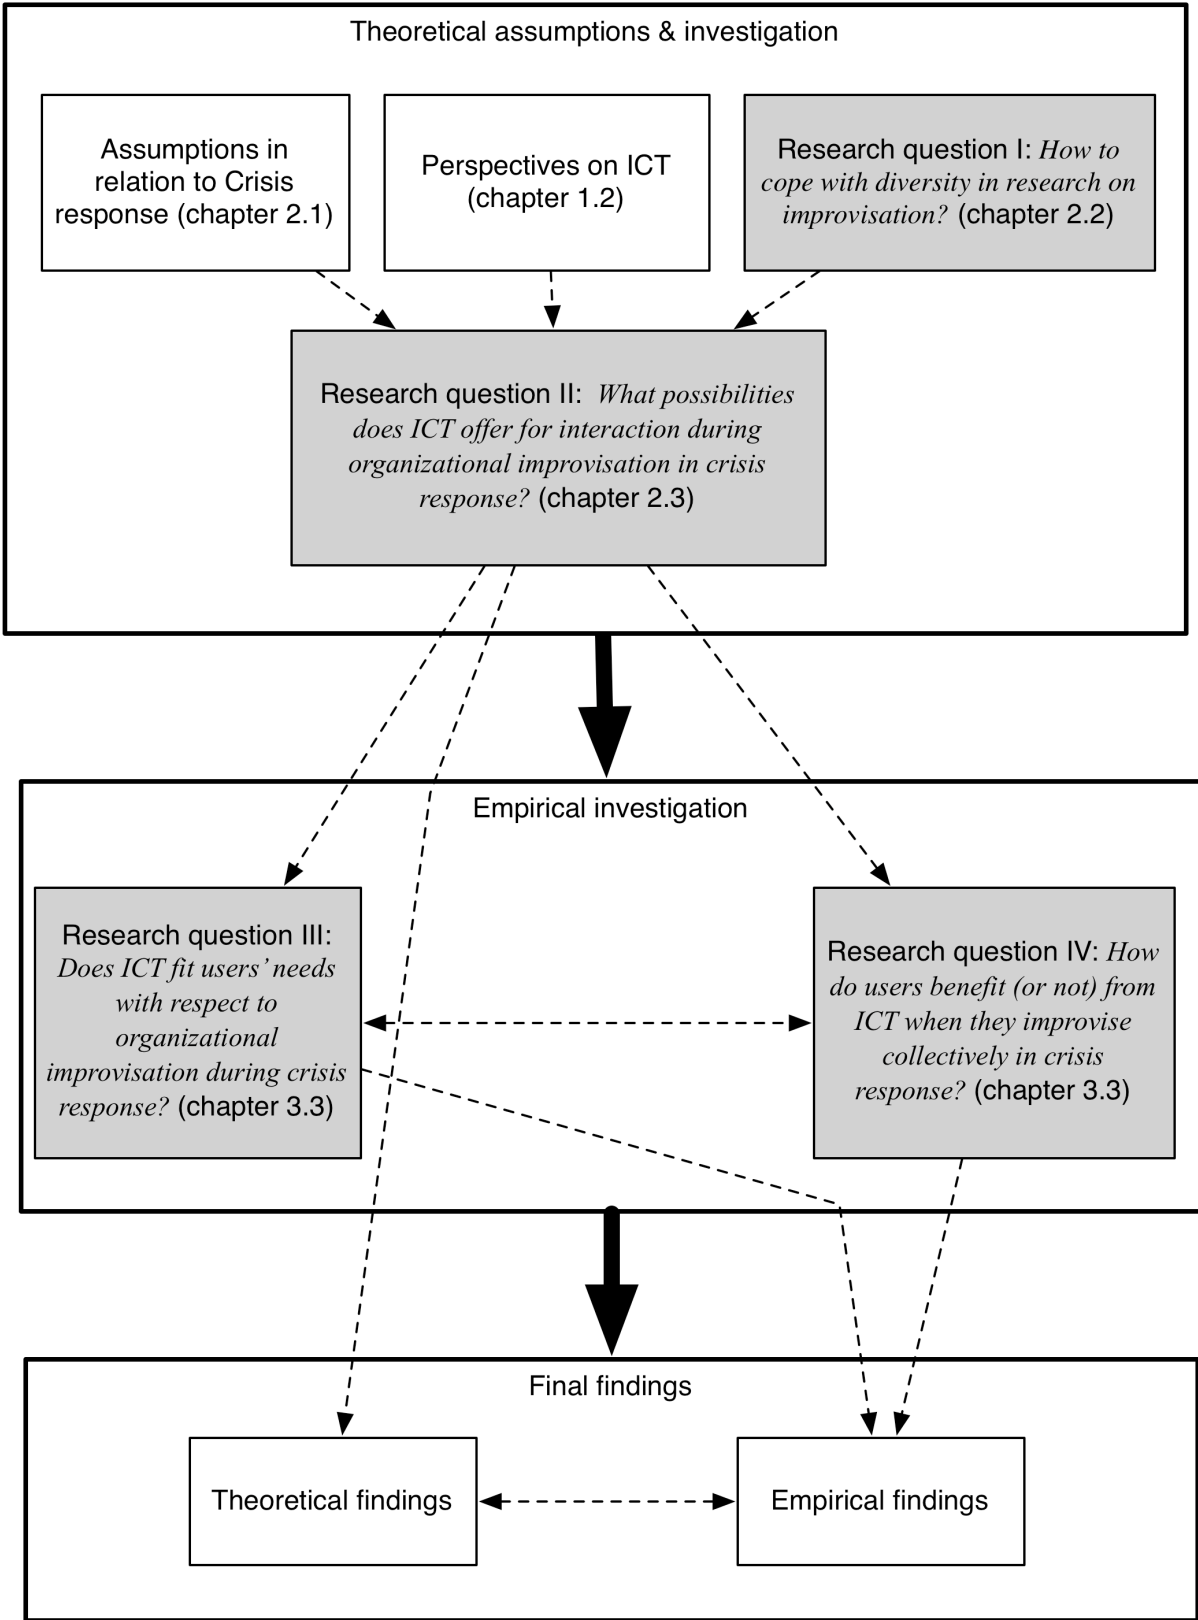 Theoretical assumptions & investigation
Assumptions in
relation to Crisis
response (chapter 2.1)
Perspectives on ICT
(chapter 1.2)
Research question I: How to
cope with diversity in research on
improvisation? (chapter 2.2)
Research question II: What possibilities
does ICT offer for interaction during
organizational improvisation in crisis
response? (chapter 2.3)
Empirical investigation
Research question III:
Does ICT fit users’ needs
with respect to
organizational
improvisation during crisis
response? (chapter 3.3)
Research question IV: How
do users benefit (or not) from
ICT when they improvise
collectively in crisis
response? (chapter 3.3)
Final findings
Theoretical findings
Empirical findings